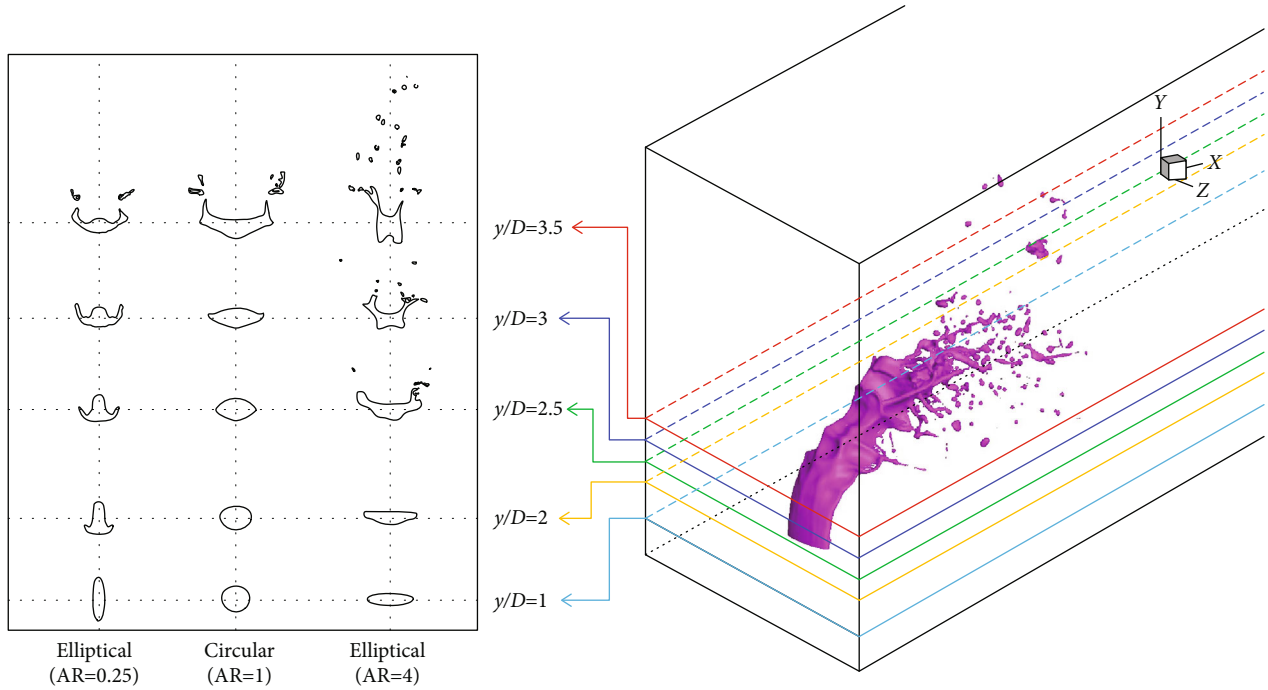 y/D=3.5
y/D=3
y/D=2.5
y/D=2
y/D=1
Elliptical
(AR=0.25)
Circular
(AR=1)
Elliptical
(AR=4)
Y
X
Z